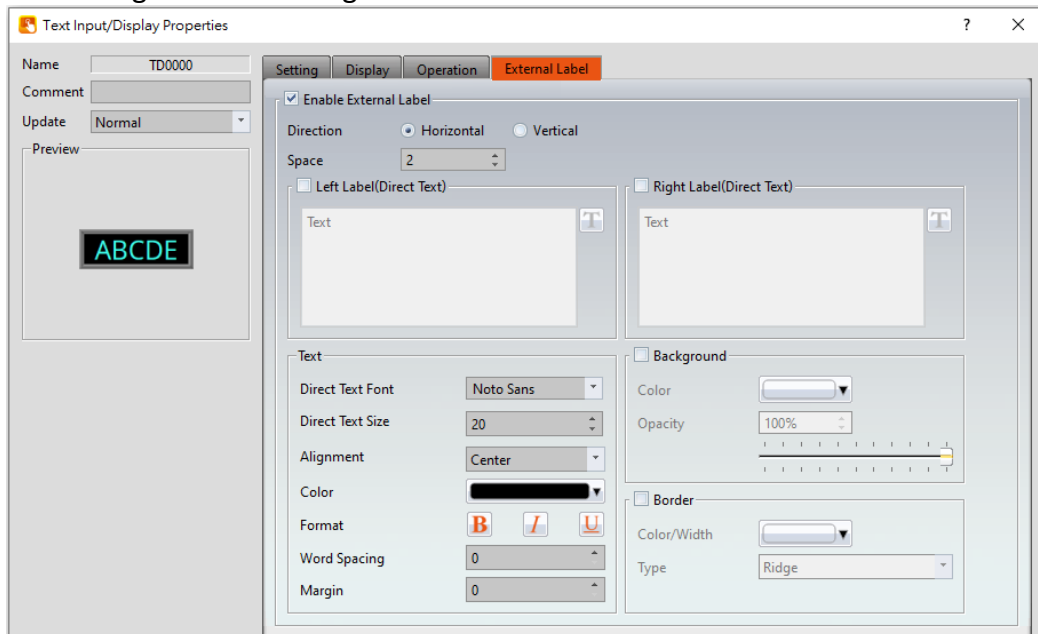 Text Input/Display Properties ? ×
Name TD0000
Comment
Update Normal
Preview
ABCDE
Setting Display Operation External Label
Enable External Label
Direction Horizontal Vertical
Space 2
Left Label(Direct Text)
Text T
Right Label(Direct Text)
Text T
Text
Direct Text Font Noto Sans
Direct Text Size 20
Alignment Center
Color
Format B I U
Word Spacing 0
Margin 0
Background
Color
Opacity 100%
Border
Color/Width
Type Ridge